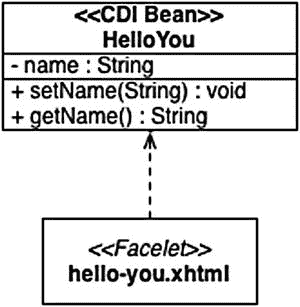 <<CDI Bean>>
HelloYou
- name : String
+ setName(String) : void
+ getName() : String
<<Facelet>>
hello-you.xhtml